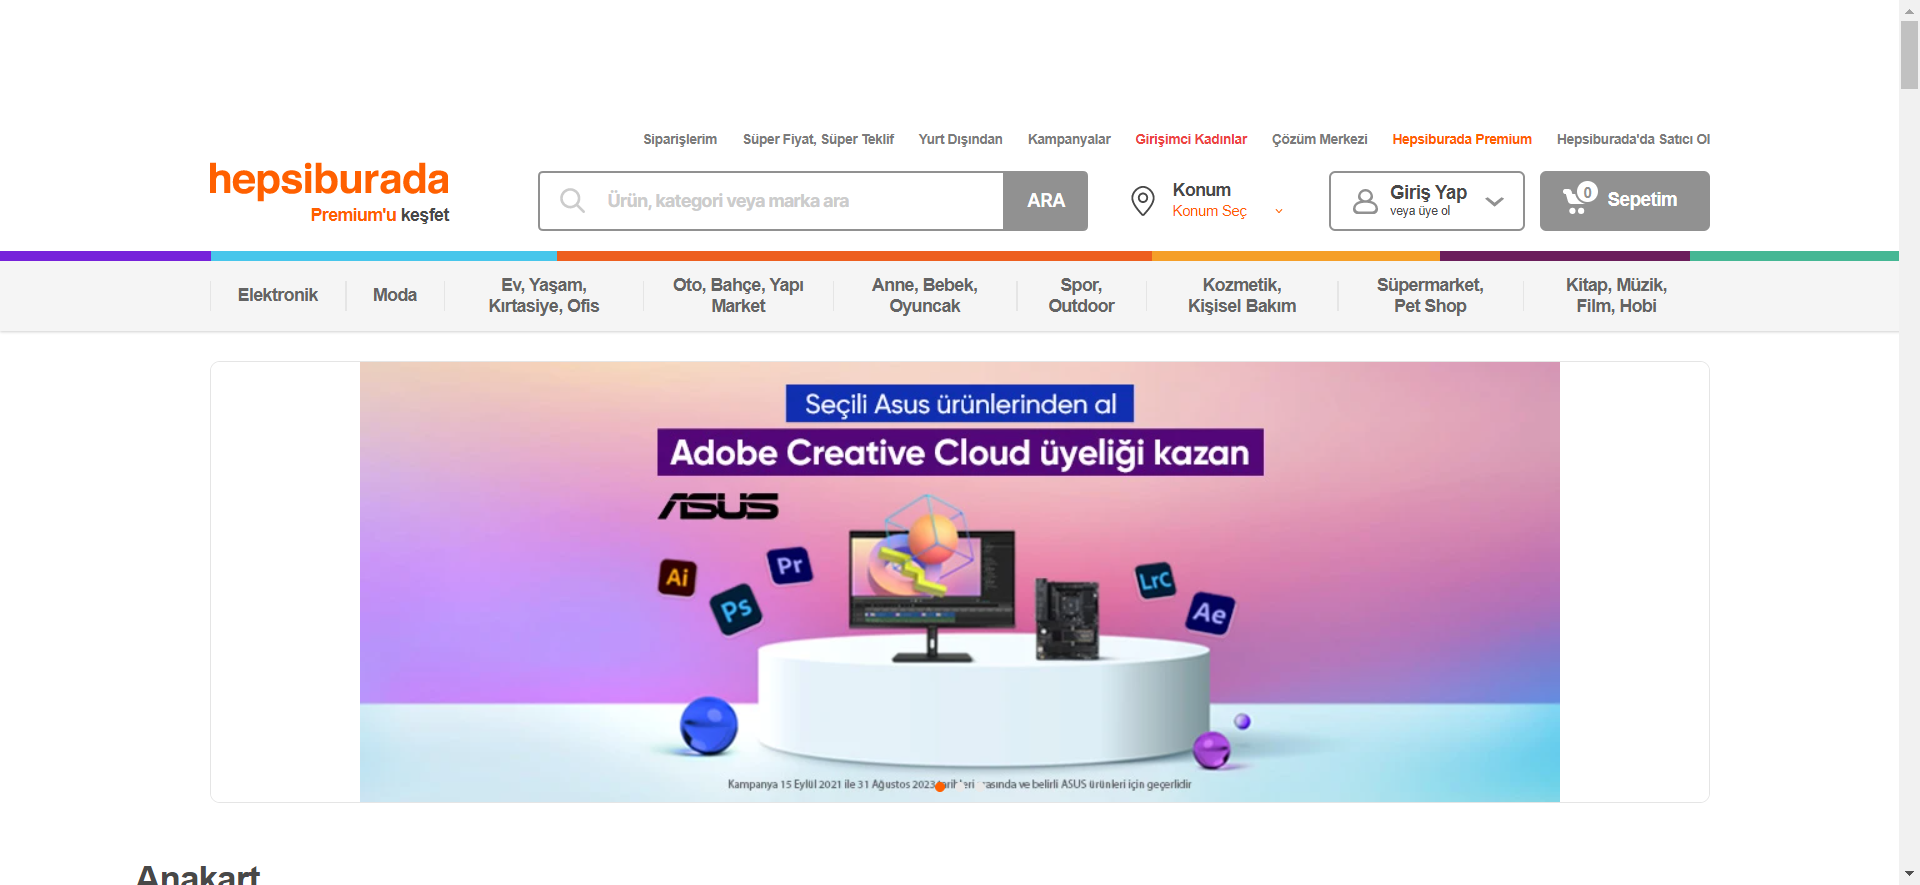 Siparişlerim Süper Fiyat, Süper Teklif Yurt Dışından Kampanyalar Girişimci Kadınlar Çözüm Merkezi Hepsiburada Premium Hepsiburada'da Satıcı Ol
hepsiburada
Premium'u keşfet
Ürün, kategori veya marka ara
ARA
Konum
Konum Seç
Giriş Yap
veya üye ol
0
Sepetim
Elektronik
Moda
Ev, Yaşam,
Kırtasiye, Ofis
Oto, Bahçe, Yapı
Market
Anne, Bebek,
Oyuncak
Spor,
Outdoor
Kozmetik,
Kişisel Bakım
Süpermarket,
Pet Shop
Kitap, Müzik,
Film, Hobi
Seçili Asus ürünlerinden al
Adobe Creative Cloud üyeliği kazan
ASUS
Ai
Ps
Pr
LrC
Ae
Kampanya 15 Eylül 2021 ile 31 Ağustos 2023 ve belirli ASUS ürünleri için geçerlidir
Anakart